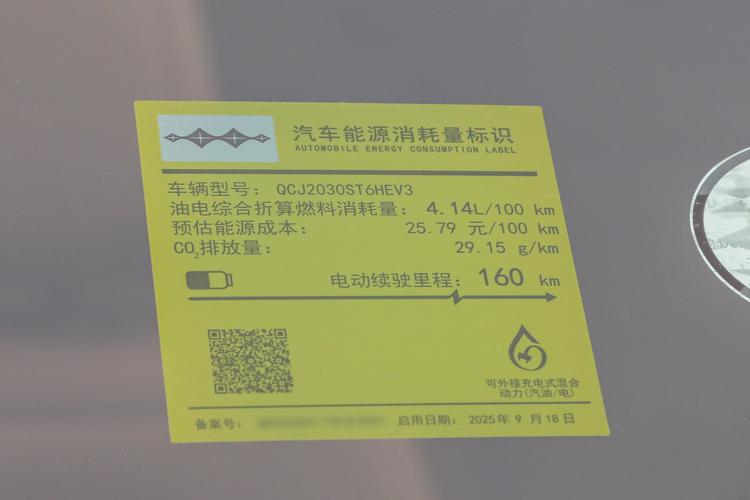 汽车能源消耗量标识
AUTOMOBILE ENERGY CONSUMPTION LABEL
车辆型号: QCJ2030ST6HEV3
油电综合折算燃料消耗量: 4.14L/100 km
预估能源成本: 25.79 元/100 km
CO₂排放量: 29.15 g/km
电动续驶里程: 160 km
可外接充电式混合
动力(汽油/电)
备案号: 启用日期: 2025年 9 月18日